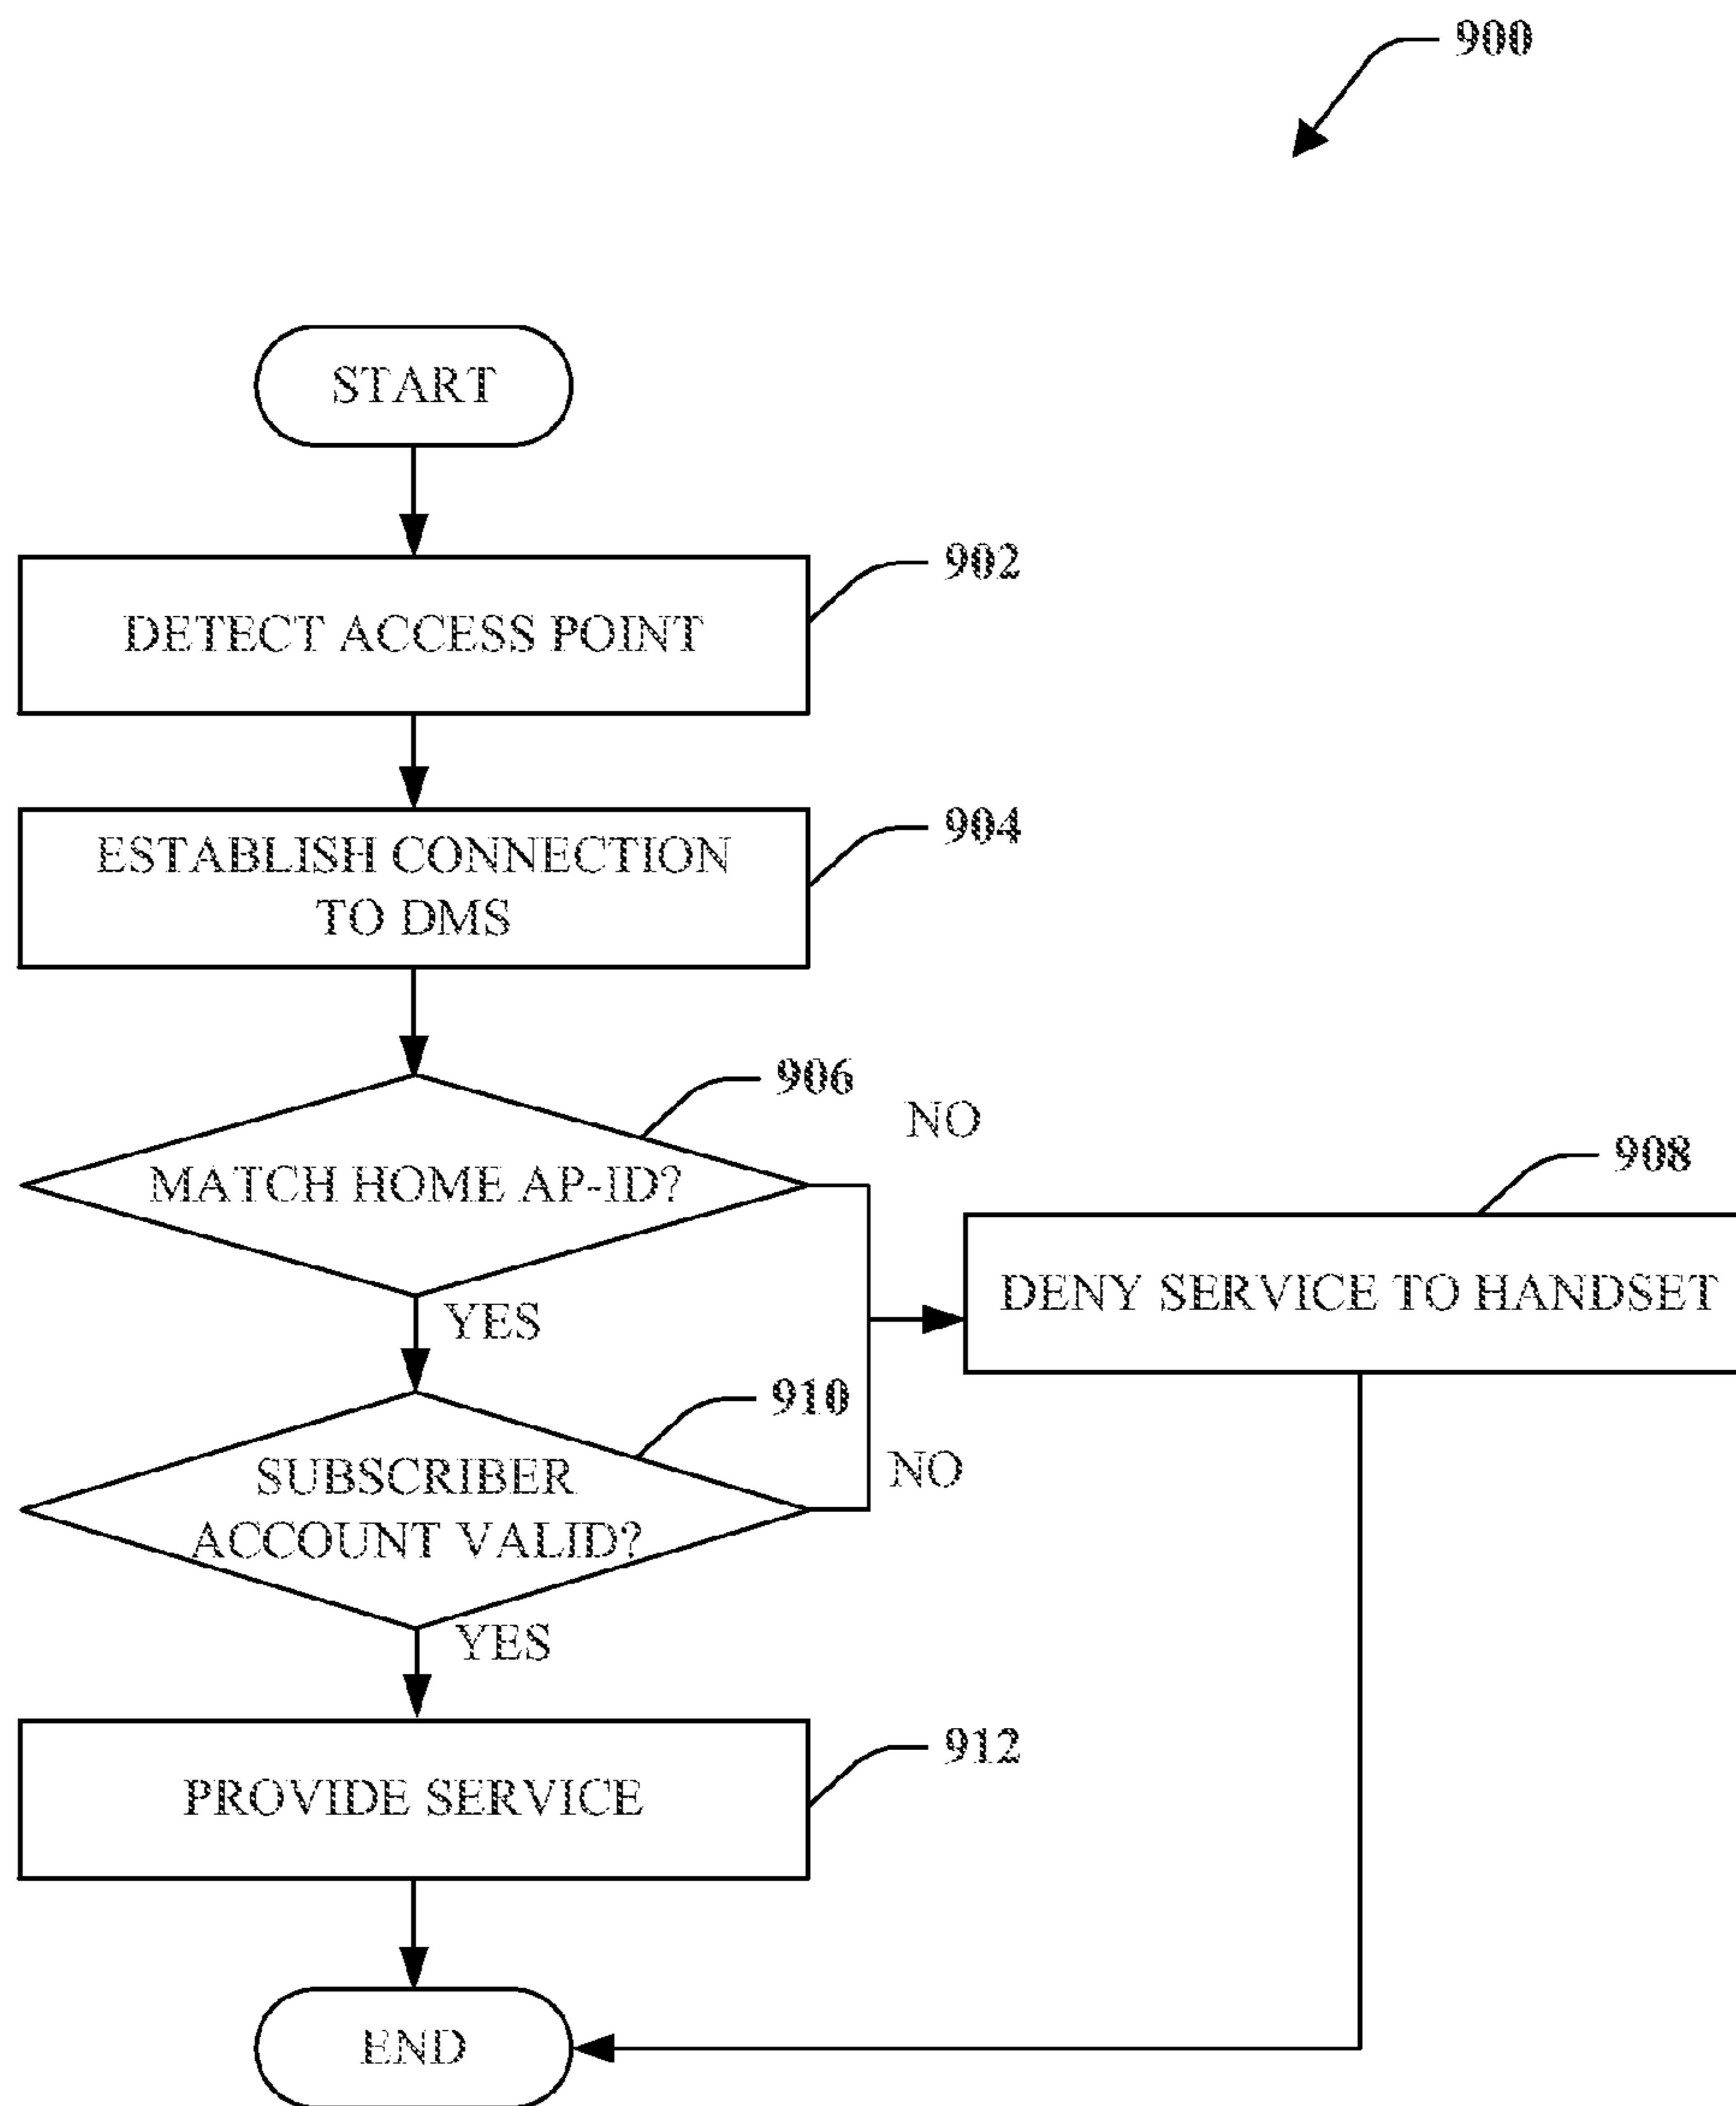 900
START
902
DETECT ACCESS POINT
904
ESTABLISH CONNECTION
TO DMS
906
NO
MATCH HOME AP-ID?
908
DENY SERVICE TO HANDSET
YES
910
SUBSCRIBER
NO
ACCOUNT VALID?
YES
912
PROVIDE SERVICE
END